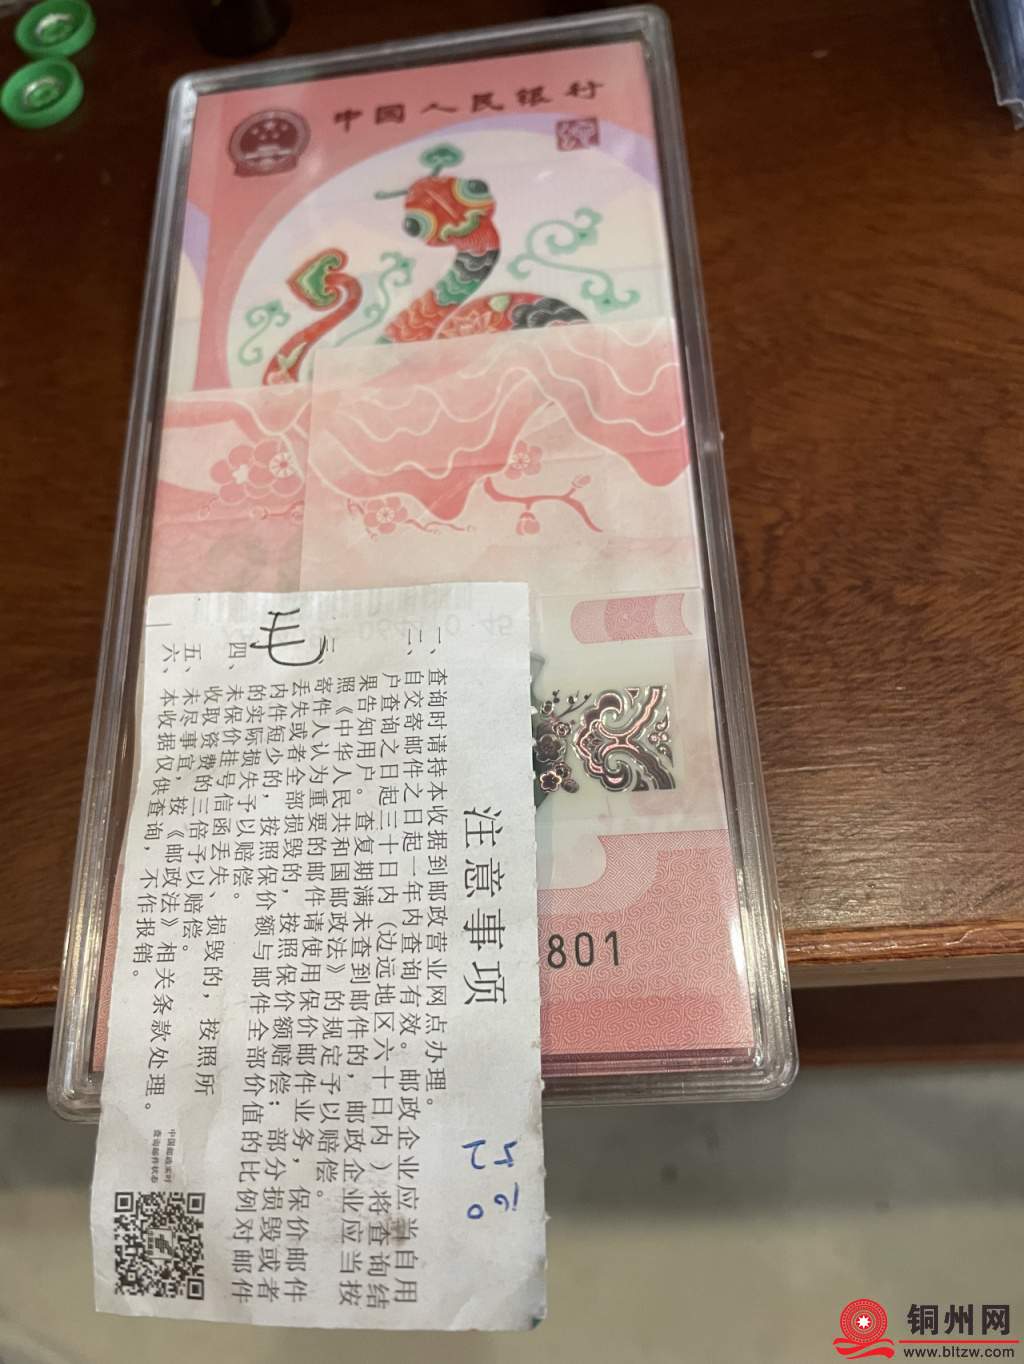 中国人民银行
801
注意事项
一、查询时请持本收据到邮政营业网点办理。
二、自交寄邮件之日起一年内查询有效。邮政企业应当自用
户查询之日起三十日内（边远地区六十日内）将查询结
果告知用户。查复期满未查到邮件的，邮政企业应当按
照《中华人民共和国邮政法》的规定予以赔偿。
三、寄件人认为重要的邮件请使用保价邮件业务，保价邮件
丢失或者全部损毁的，按照保价额赔偿；部分损毁或者
内件短少的，按照保价额与邮件全部价值的比例对邮件
的实际损失予以赔偿。
四、未保价挂号信函丢失、损毁的，按照所
收取资费的三倍予以赔偿。
五、未尽事宜，按《邮政法》相关条款处理。
六、本收据仅供查询，不作报销。
中国邮政实时
查询邮件状态
铜州网
www.bltzw.com